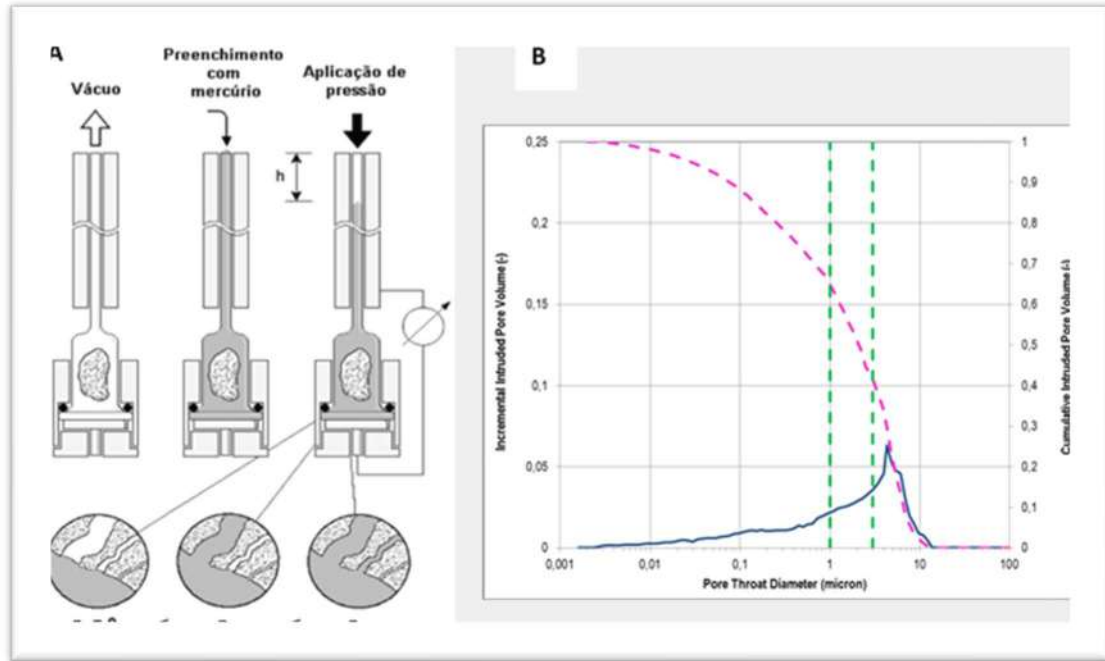 A
Vácuo
Preenchimento
com
mercúrio
Aplicação de
pressão
h
B
0,25
0,2
0,15
0,1
0,05
0
Incremental Intruded Pore Volume (-)
1
0,9
0,8
0,7
0,6
0,5
0,4
0,3
0,2
0,1
0
Cumulative Intruded Pore Volume (-)
0,001 0,01 0,1 1 10 100
Pore Throat Diameter (micron)